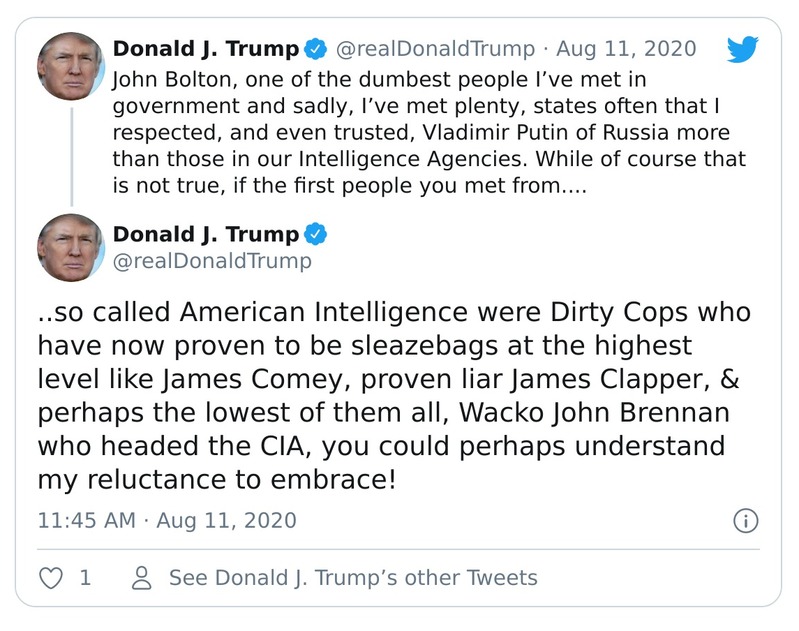 Donald J. Trump @realDonaldTrump · Aug 11, 2020
John Bolton, one of the dumbest people I’ve met in
government and sadly, I’ve met plenty, states often that I
respected, and even trusted, Vladimir Putin of Russia more
than those in our Intelligence Agencies. While of course that
is not true, if the first people you met from....
Donald J. Trump
@realDonaldTrump
..so called American Intelligence were Dirty Cops who
have now proven to be sleazebags at the highest
level like James Comey, proven liar James Clapper, &
perhaps the lowest of them all, Wacko John Brennan
who headed the CIA, you could perhaps understand
my reluctance to embrace!
11:45 AM · Aug 11, 2020
1 See Donald J. Trump’s other Tweets